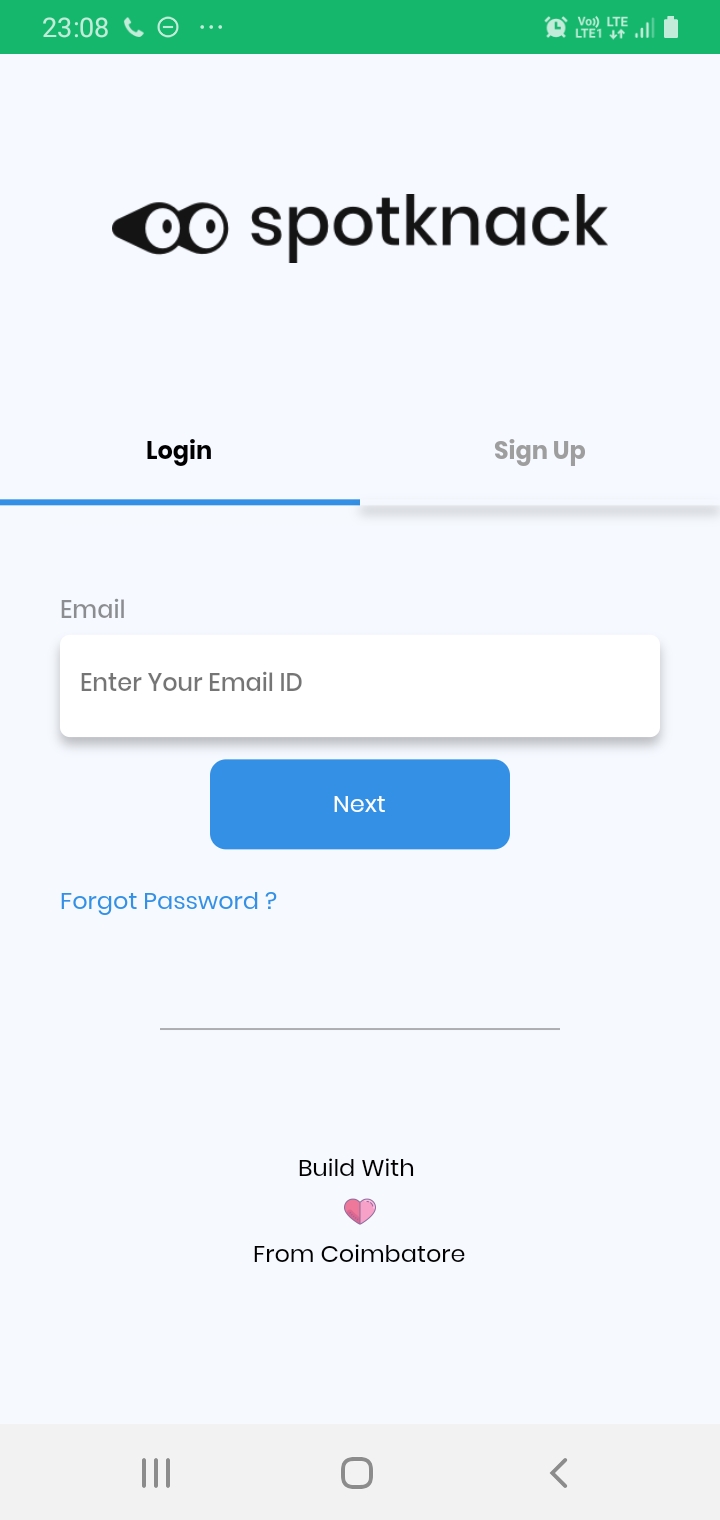 23:08
Vo)) LTE
LTE1
spotknack
Login
Sign Up
Email
Enter Your Email ID
Next
Forgot Password ?
Build With
From Coimbatore